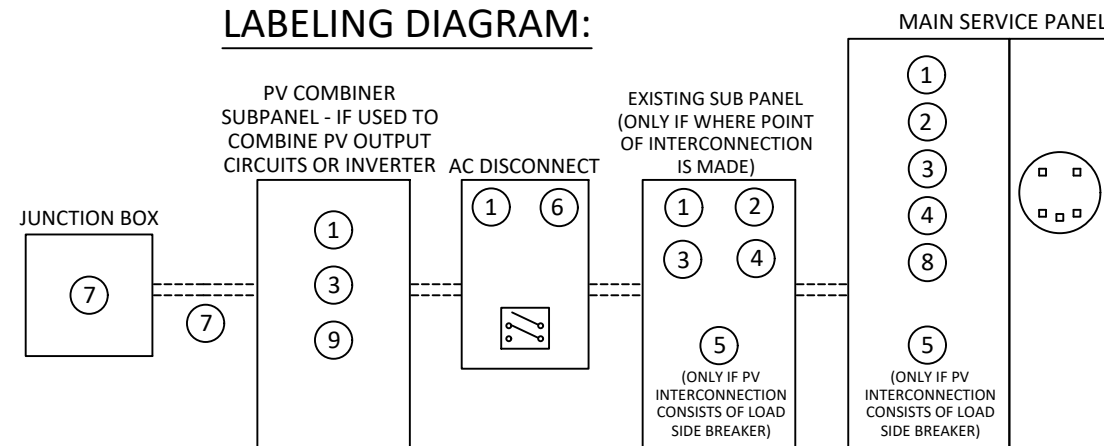 LABELING DIAGRAM:
MAIN SERVICE PANEL
PV COMBINER
SUBPANEL - IF USED TO
COMBINE PV OUTPUT
CIRCUITS OR INVERTER
AC DISCONNECT
EXISTING SUB PANEL
(ONLY IF WHERE POINT
OF INTERCONNECTION
IS MADE)
JUNCTION BOX
7
7
1
3
9
1 6
1 2
3 4
5
(ONLY IF PV
INTERCONNECTION
CONSISTS OF LOAD
SIDE BREAKER)
1
2
3
4
8
5
(ONLY IF PV
INTERCONNECTION
CONSISTS OF LOAD
SIDE BREAKER)